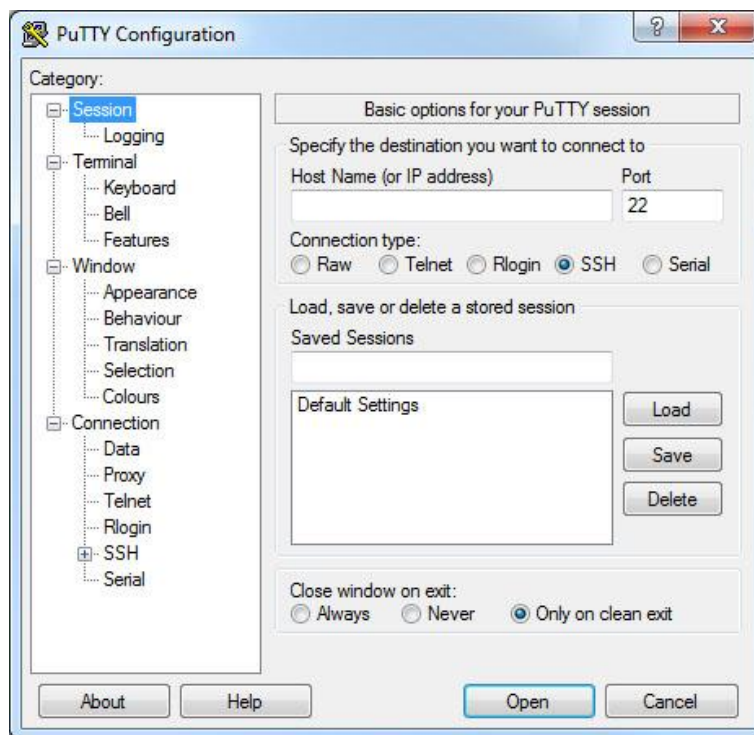 PuTTY Configuration
Category:
Session
Logging
Terminal
Keyboard
Bell
Features
Window
Appearance
Behaviour
Translation
Selection
Colours
Connection
Data
Proxy
Telnet
Rlogin
SSH
Serial
Basic options for your PuTTY session
Specify the destination you want to connect to
Host Name (or IP address) Port
22
Connection type:
Raw Telnet Rlogin SSH Serial
Load, save or delete a stored session
Saved Sessions
Default Settings
Load
Save
Delete
Close window on exit:
Always Never Only on clean exit
About Help Open Cancel